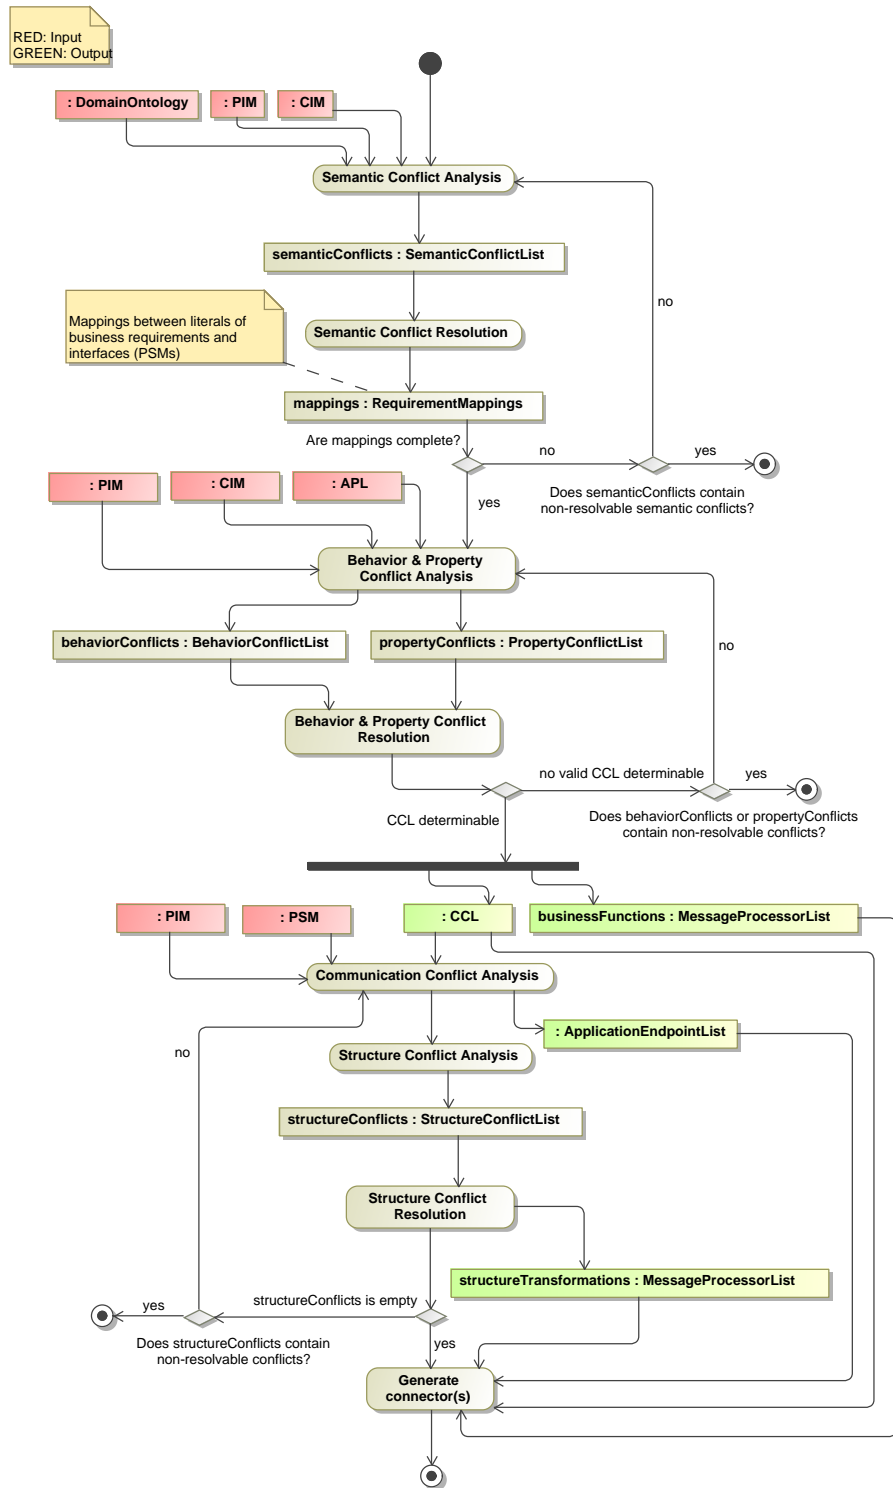 RED: Input
GREEN: Output
: DomainOntology
: PIM
: CIM
Semantic Conflict Analysis
semanticConflicts : SemanticConflictList
no
Mappings between literals of
business requirements and
interfaces (PSMs)
Semantic Conflict Resolution
mappings : RequirementMappings
Are mappings complete?
no
yes
Does semanticConflicts contain
non-resolvable semantic conflicts?
: PIM
: CIM
: APL
yes
Behavior & Property
Conflict Analysis
behaviorConflicts : BehaviorConflictList
propertyConflicts : PropertyConflictList
no
Behavior & Property Conflict
Resolution
no valid CCL determinable
yes
CCL determinable
Does behaviorConflicts or propertyConflicts
contain non-resolvable conflicts?
: PIM
: PSM
: CCL
businessFunctions : MessageProcessorList
Communication Conflict Analysis
: ApplicationEndpointList
no
Structure Conflict Analysis
structureConflicts : StructureConflictList
Structure Conflict
Resolution
structureTransformations : MessageProcessorList
structureConflicts is empty
yes
Does structureConflicts contain
non-resolvable conflicts?
yes
Generate
connector(s)